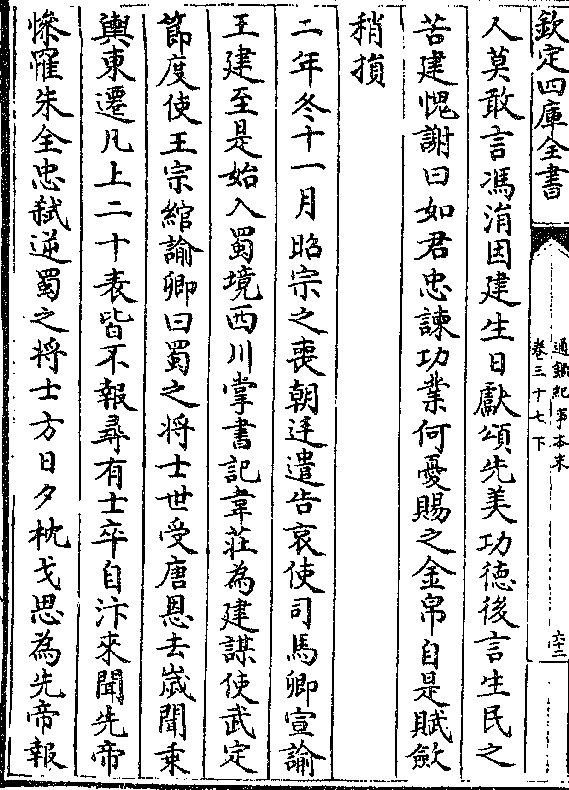 欽定四庫全書
通鑑紀事本末
卷三十七下
六十三
人莫敢言馮涓因建生日獻頌先美功德後言生民之
苦建愧謝曰如君忠諫功業何憂賜之金帛自是賦斂
稍損
二年冬十一月昭宗之喪朝廷遣告哀使司馬卿宣諭
王建至是始入蜀境西川掌書記韋莊為建謀使武定
節度使王宗綰諭卿曰蜀之將士世受唐恩去歲聞乘
輿東遷凡上二十表皆不報尋有士卒自汴來聞先帝
慘罹朱全忠弑逆蜀之將士方日夕枕戈思為先帝報